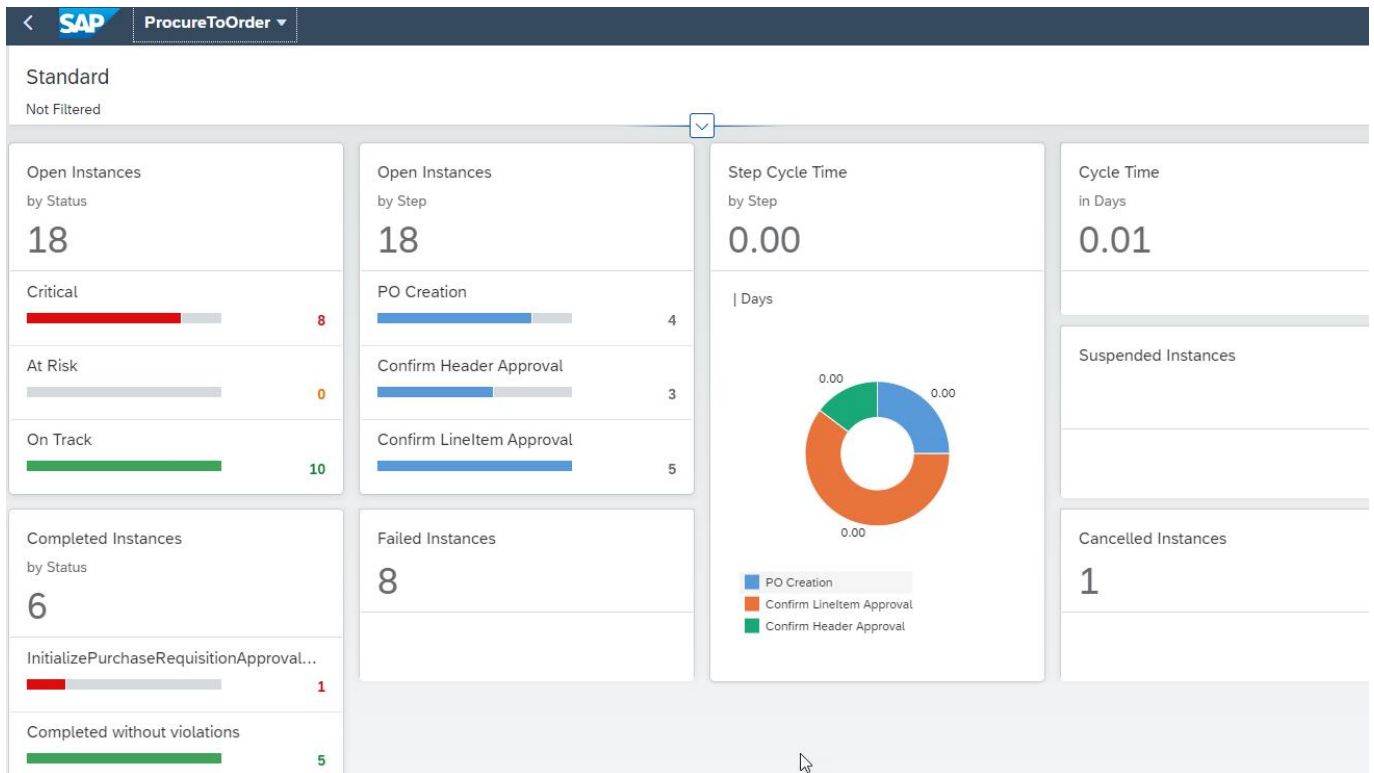 SAP ProcureToOrder
Standard
Not Filtered
Open Instances
by Status
18
Critical
8
At Risk
0
On Track
10
Open Instances
by Step
18
PO Creation
4
Confirm Header Approval
3
Confirm LineItem Approval
5
Step Cycle Time
by Step
0.00
| Days
0.00
0.00
0.00
PO Creation
Confirm LineItem Approval
Confirm Header Approval
Cycle Time
in Days
0.01
Suspended Instances
Completed Instances
by Status
6
InitializePurchaseRequisitionApproval...
1
Completed without violations
5
Failed Instances
8
Cancelled Instances
1